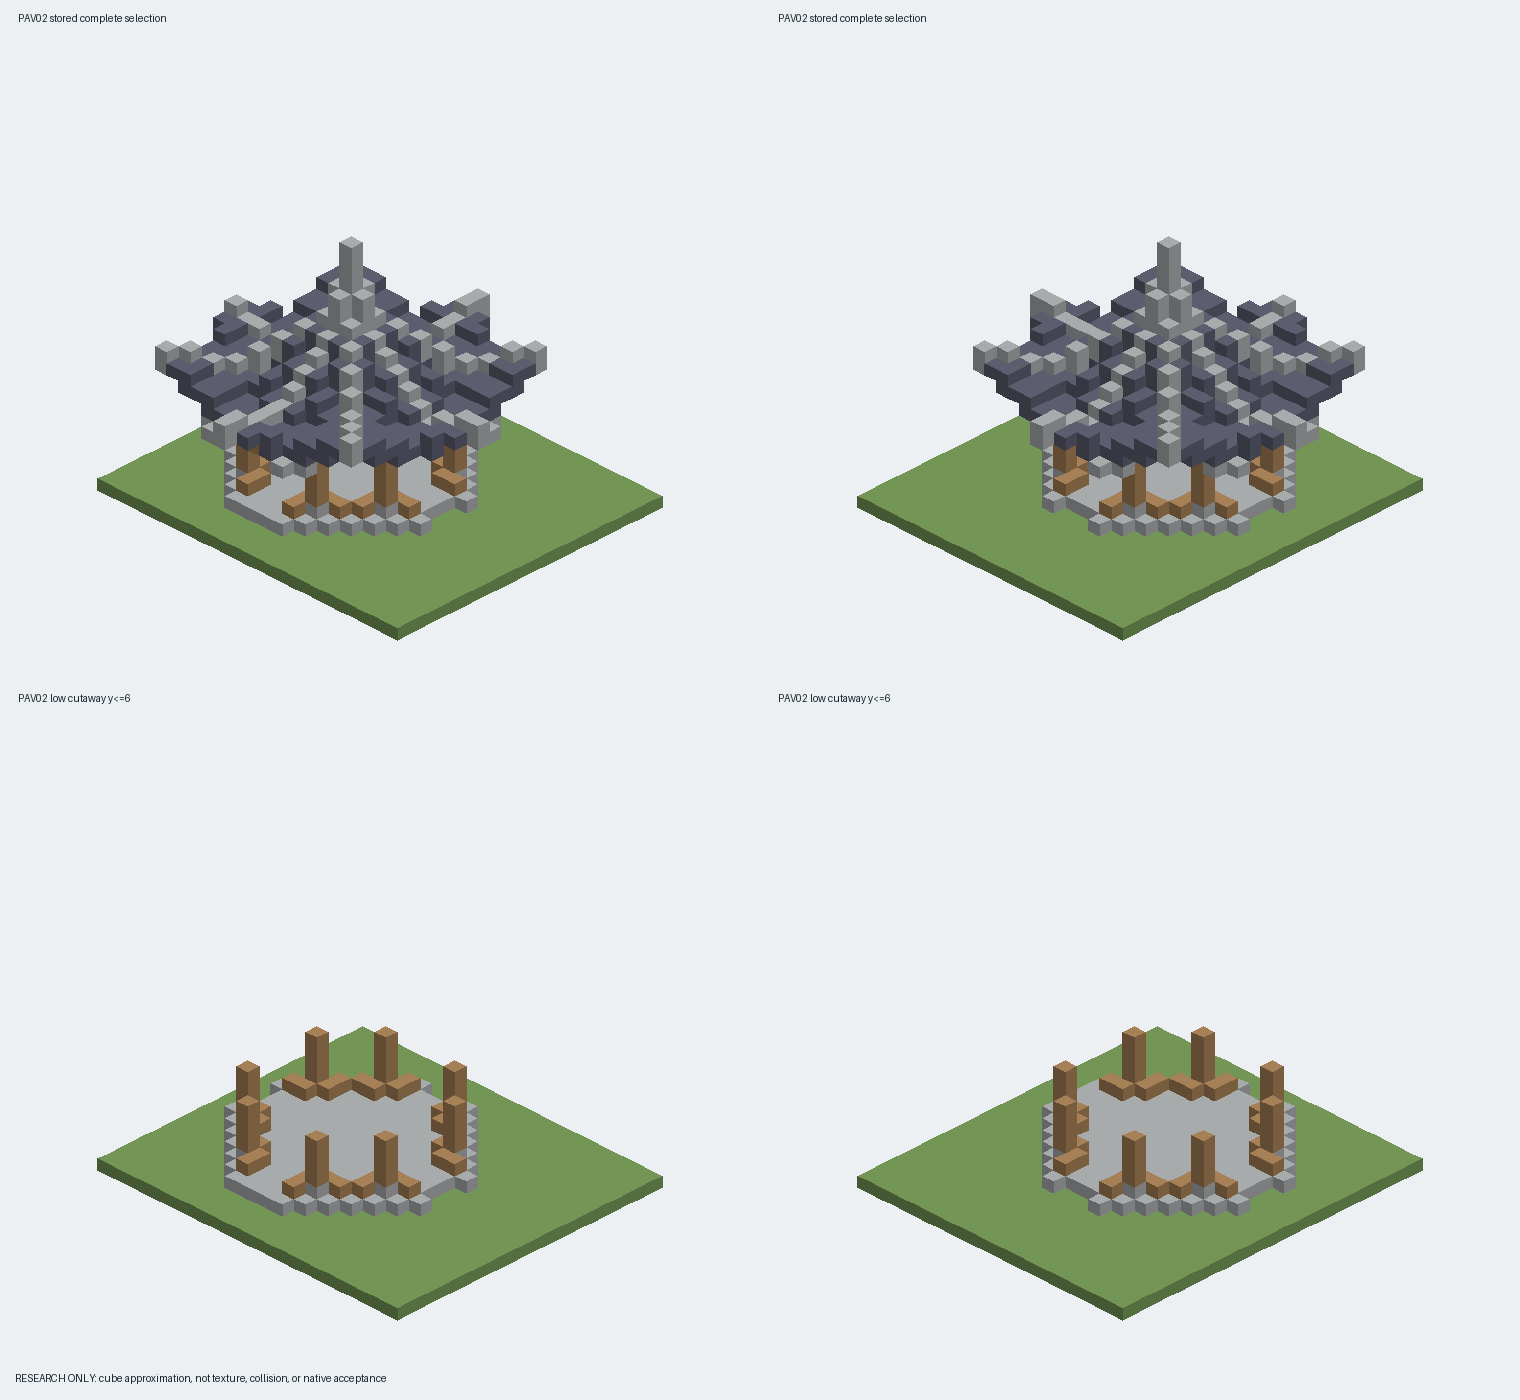 PAV02 stored complete selection
PAV02 stored complete selection
PAV02 low cutaway y<=6
PAV02 low cutaway y<=6
RESEARCH ONLY: cube approximation, not texture, collision, or native acceptance